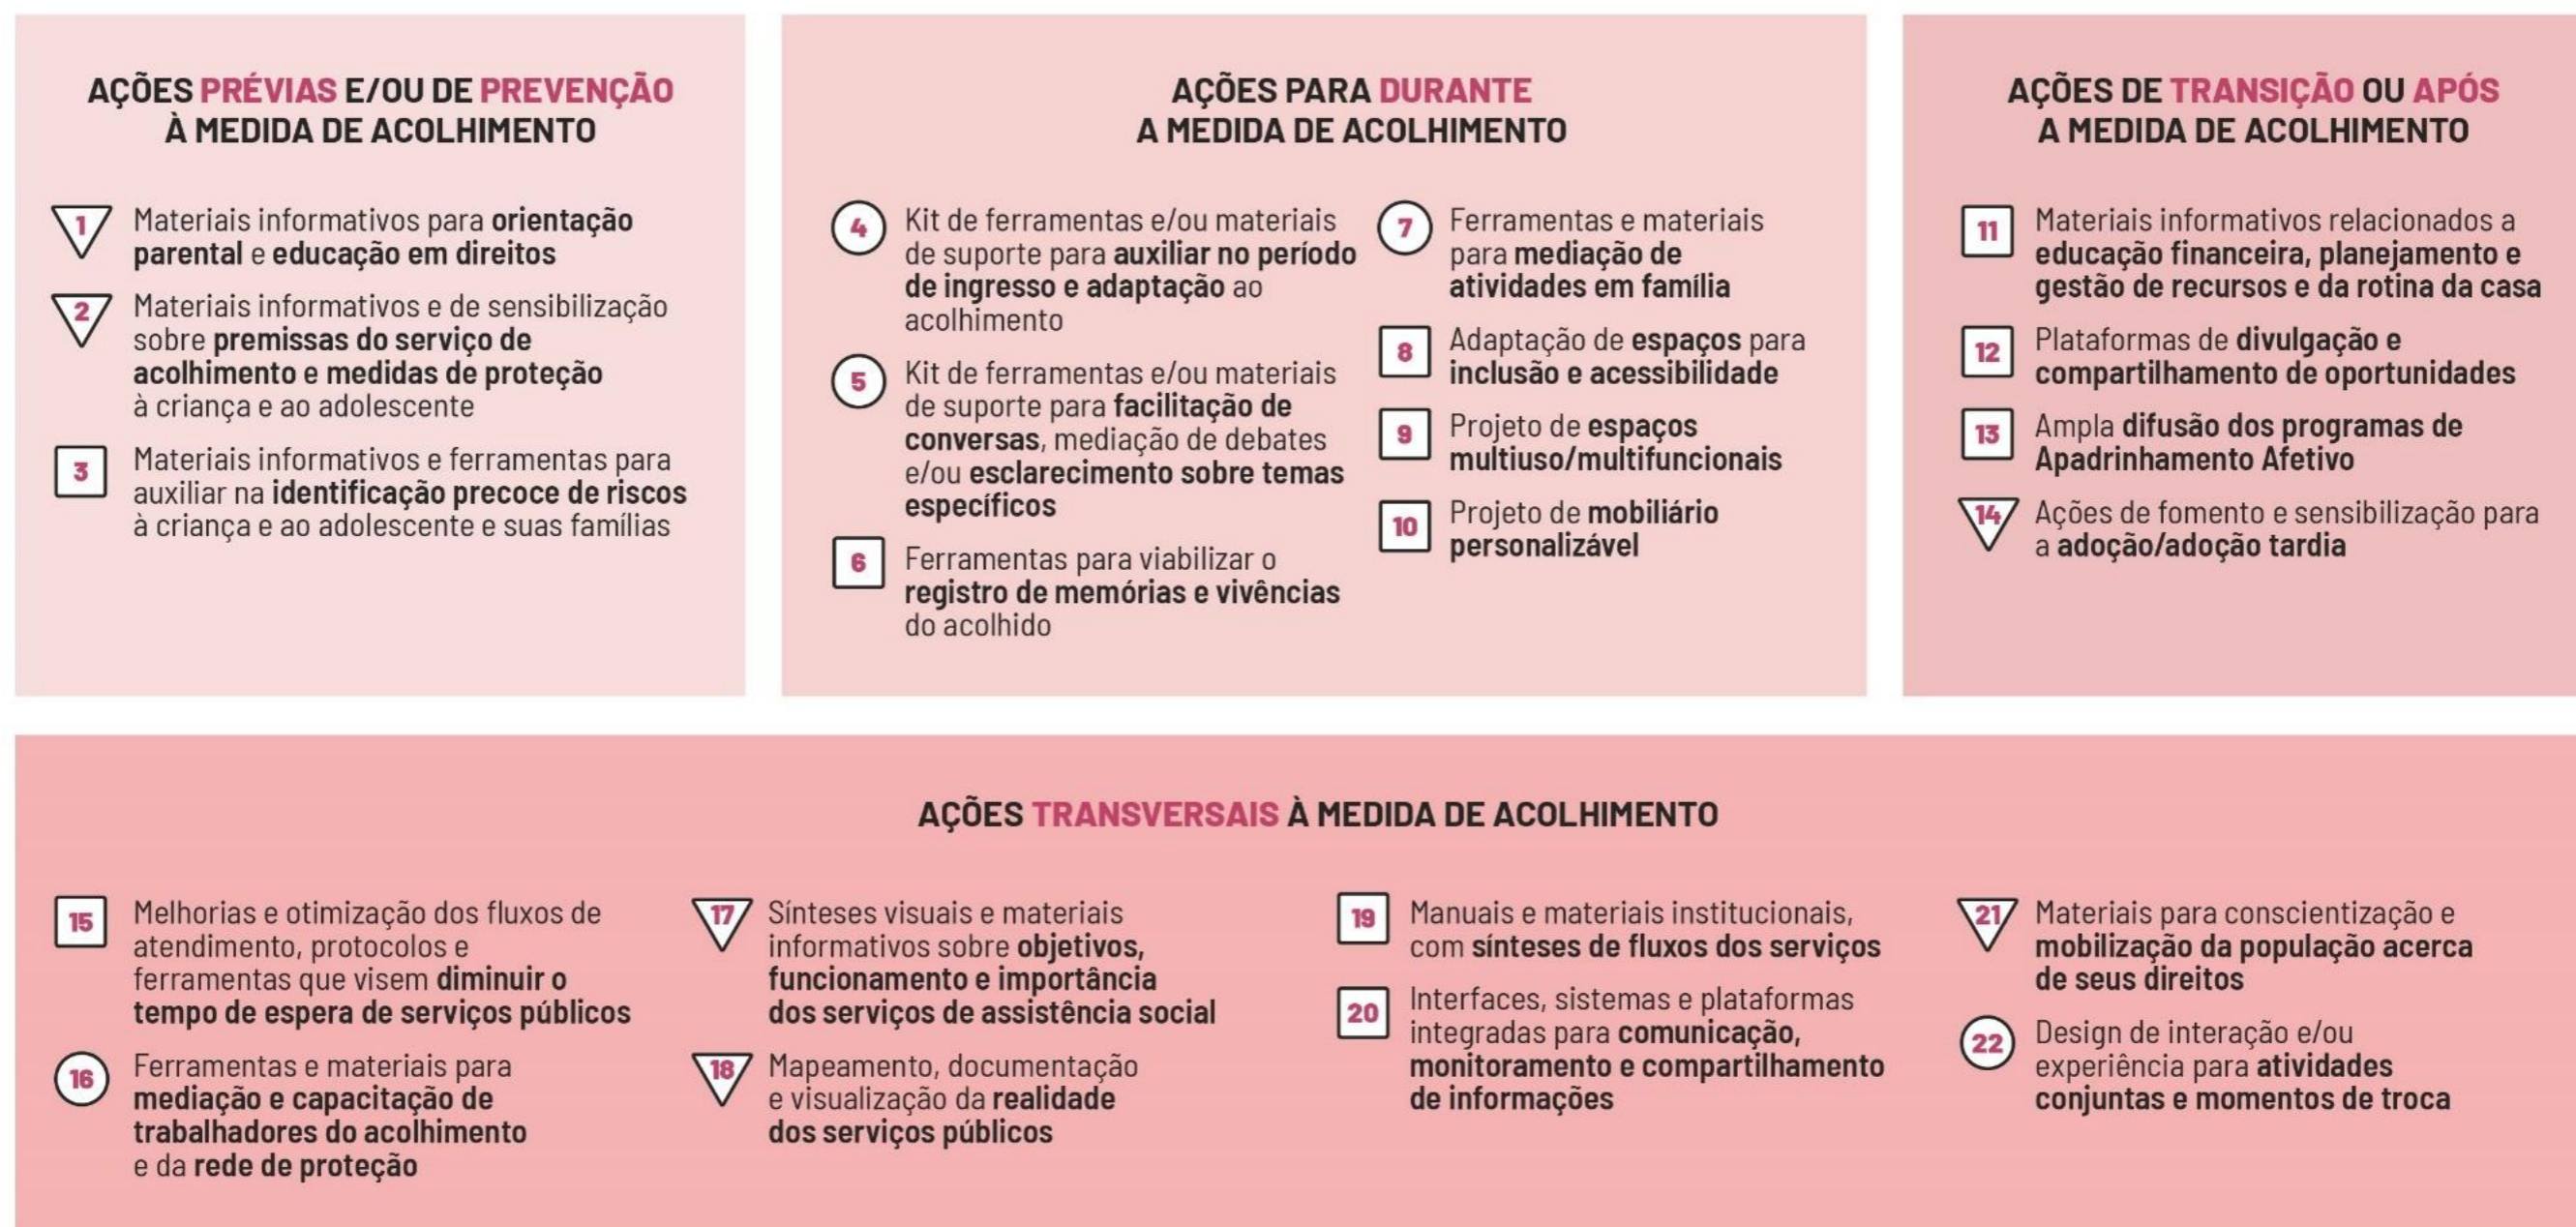 AÇÕES PRÉVIAS E/OU DE PREVENÇÃO
À MEDIDA DE ACOLHIMENTO
1
Materiais informativos para orientação
parental e educação em direitos
2
Materiais informativos e de sensibilização
sobre premissas do serviço de
acolhimento e medidas de proteção
à criança e ao adolescente
3
Materiais informativos e ferramentas para
auxiliar na identificação precoce de riscos
à criança e ao adolescente e suas famílias
AÇÕES PARA DURANTE
A MEDIDA DE ACOLHIMENTO
4
Kit de ferramentas e/ou materiais
de suporte para auxiliar no período
de ingresso e adaptação ao
acolhimento
5
Kit de ferramentas e/ou materiais
de suporte para facilitação de
conversas, mediação de debates
e/ou esclarecimento sobre temas
específicos
6
Ferramentas para viabilizar o
registro de memórias e vivências
do acolhido
7
Ferramentas e materiais
para mediação de
atividades em família
8
Adaptação de espaços para
inclusão e acessibilidade
9
Projeto de espaços
multiuso/multifuncionais
10
Projeto de mobiliário
personalizável
AÇÕES DE TRANSIÇÃO OU APÓS
A MEDIDA DE ACOLHIMENTO
11
Materiais informativos relacionados a
educação financeira, planejamento e
gestão de recursos e da rotina da casa
12
Plataformas de divulgação e
compartilhamento de oportunidades
13
Ampla difusão dos programas de
Apadrinhamento Afetivo
14
Ações de fomento e sensibilização para
a adoção/adoção tardia
AÇÕES TRANSVERSAIS À MEDIDA DE ACOLHIMENTO
15
Melhorias e otimização dos fluxos de
atendimento, protocolos e
ferramentas que visem diminuir o
tempo de espera de serviços públicos
16
Ferramentas e materiais para
mediação e capacitação de
trabalhadores do acolhimento
e da rede de proteção
17
Sínteses visuais e materiais
informativos sobre objetivos,
funcionamento e importância
dos serviços de assistência social
18
Mapeamento, documentação
e visualização da realidade
dos serviços públicos
19
Manuais e materiais institucionais,
com sínteses de fluxos dos serviços
20
Interfaces, sistemas e plataformas
integradas para comunicação,
monitoramento e compartilhamento
de informações
21
Materiais para conscientização e
mobilização da população acerca
de seus direitos
22
Design de interação e/ou
experiência para atividades
conjuntas e momentos de troca